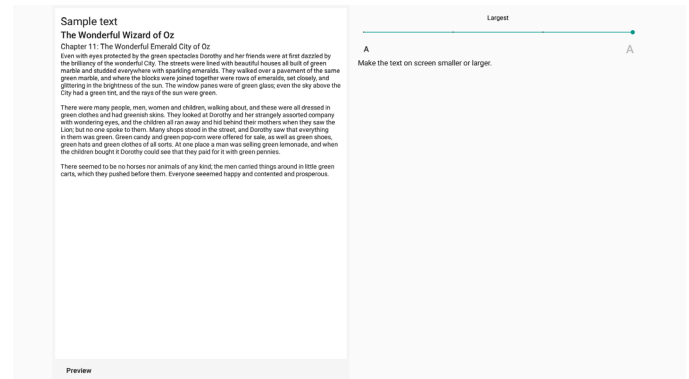 Sample text
The Wonderful Wizard of Oz
Chapter 11: The Wonderful Emerald City of Oz
Even with eyes protected by the green spectacles Dorothy and her friends were at first dazzled by
the brilliancy of the wonderful City. The streets were lined with beautiful houses all built of green
marble and studded everywhere with sparkling emeralds. They walked over a pavement of the same
green marble, and where the blocks were joined together were rows of emeralds, set closely, and
glittering in the brightness of the sun. The window panes were of green glass; even the sky above the
City had a green tint, and the rays of the sun were green.
There were many people, men, women and children, walking about, and these were all dressed in
green clothes and had greenish skins. They looked at Dorothy and her strangely assorted company
with wondering eyes, and the children all ran away and hid behind their mothers when they saw the
Lion; but no one spoke to them. Many shops stood in the street, and Dorothy saw that everything
in them was green. Green candy and green pop-corn were offered for sale, as well as green shoes,
green hats and green clothes of all sorts. At one place a man was selling green lemonade, and when
the children bought it Dorothy could see that they paid for it with green pennies.
There seemed to be no horses nor animals of any kind; the men carried things around in little green
carts, which they pushed before them. Everyone seeemed happy and contented and prosperous.
Preview
Largest
A A
Make the text on screen smaller or larger.